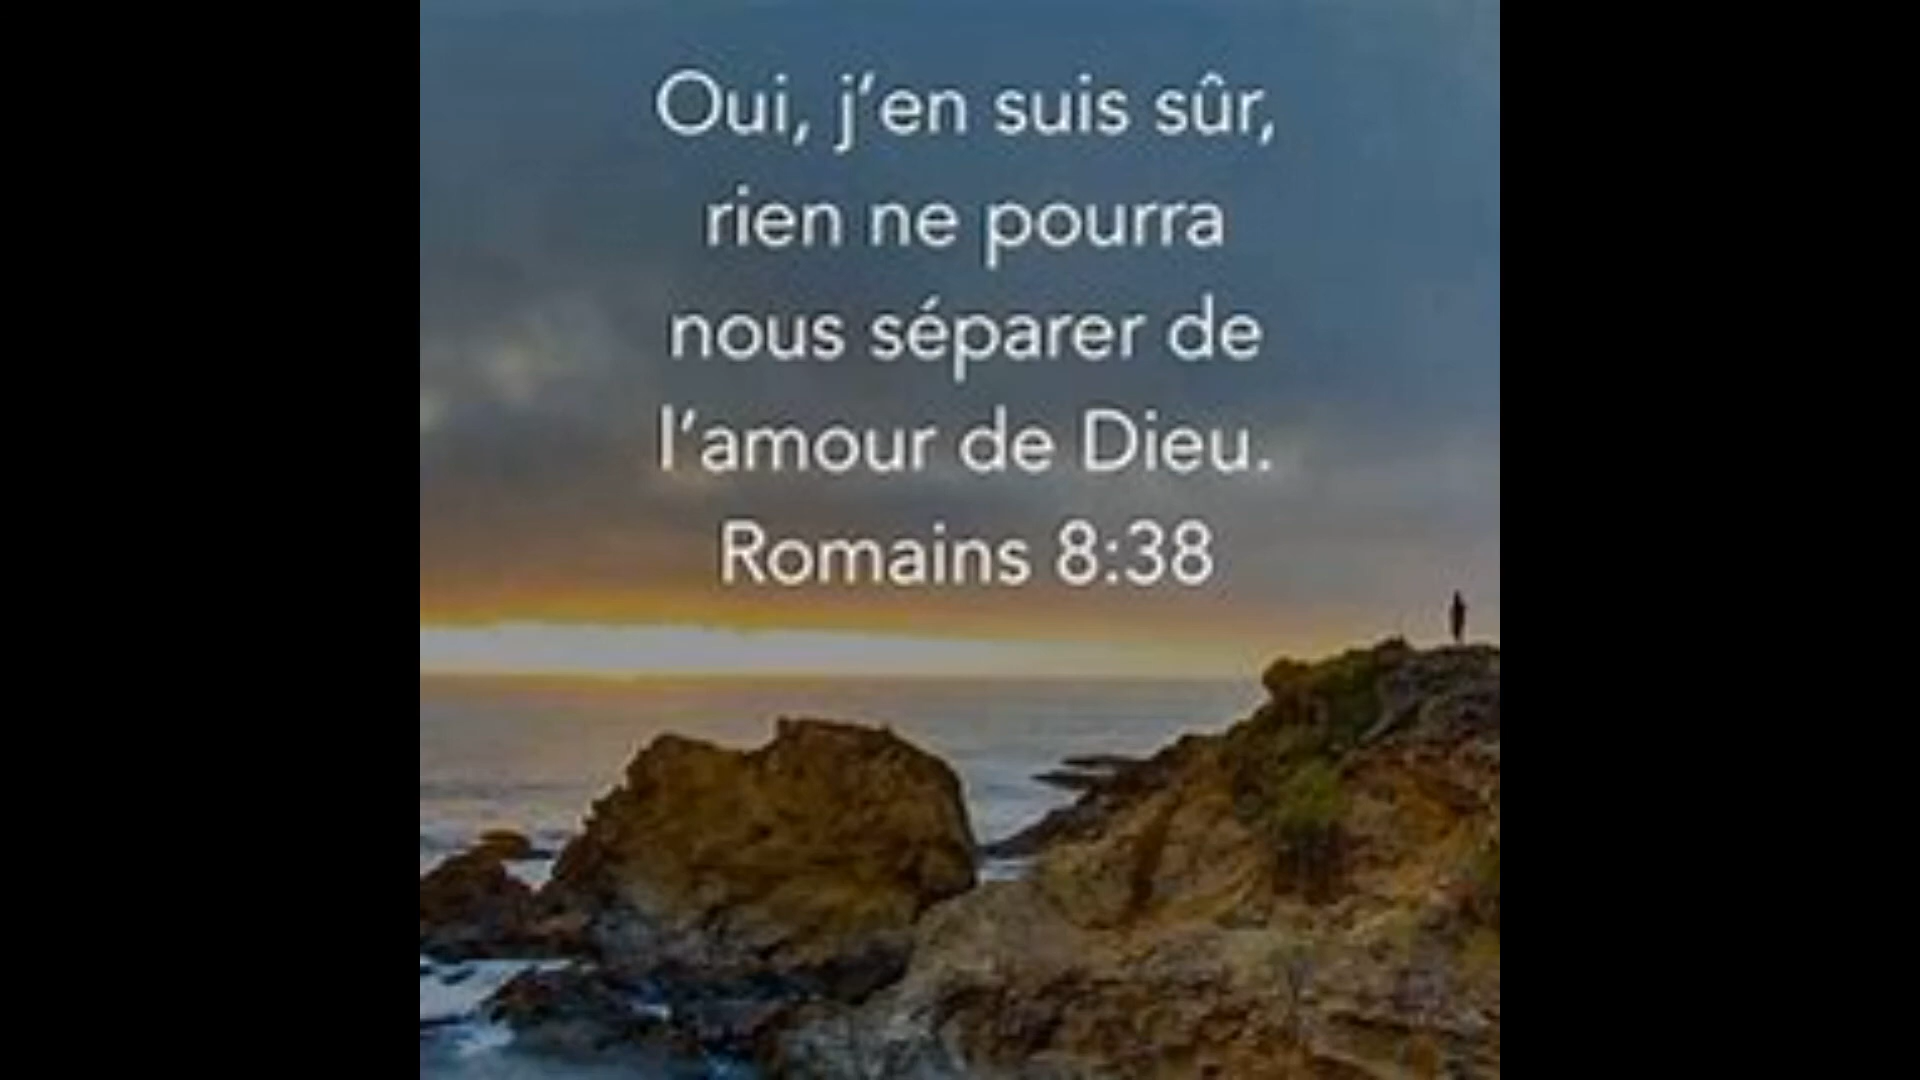 Oui, j’en suis sûr,
rien ne pourra
nous séparer de
l’amour de Dieu.
Romains 8:38